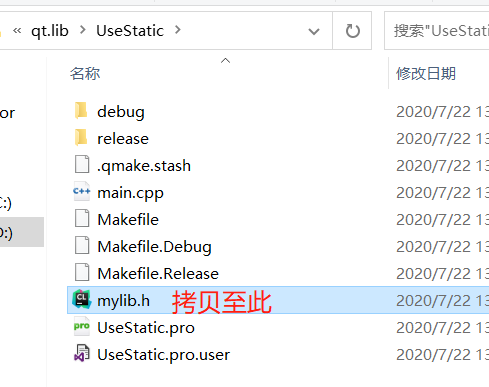 « qt.lib > UseStatic >
搜索"UseStati
名称
修改日期
or
debug
2020/7/22 13
release
2020/7/22 13
.qmake.stash
2020/7/22 13
main.cpp
2020/7/22 13
C:)
Makefile
2020/7/22 13
D:)
Makefile.Debug
2020/7/22 13
Makefile.Release
2020/7/22 13
mylib.h 拷贝至此
2020/7/22 13
UseStatic.pro
2020/7/22 13
UseStatic.pro.user
2020/7/22 13